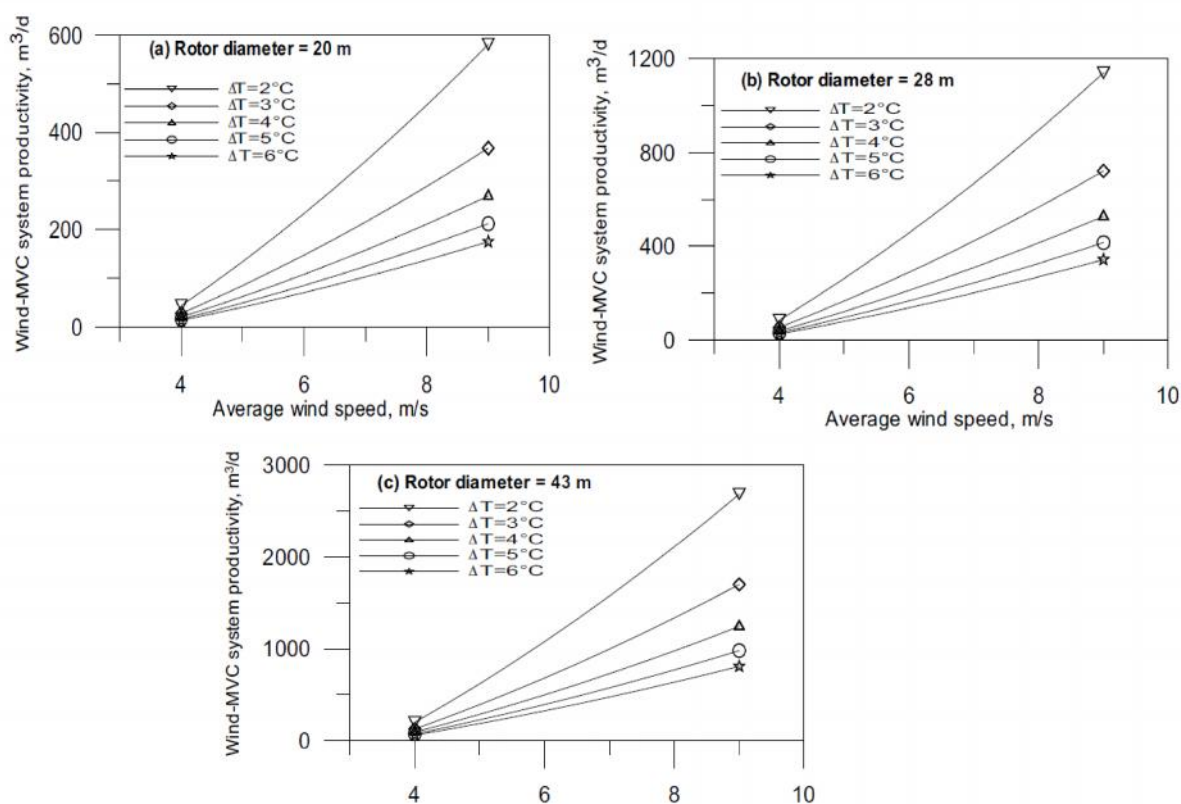 (a) Rotor diameter = 20 m
Wind-MVC system productivity, m³/d
600
400
200
0
ΔT=2°C
ΔT=3°C
ΔT=4°C
ΔT=5°C
ΔT=6°C
4
6
8
10
Average wind speed, m/s
(b) Rotor diameter = 28 m
Wind-MVC system productivity, m³/d
1200
800
400
0
ΔT=2°C
ΔT=3°C
ΔT=4°C
ΔT=5°C
ΔT=6°C
4
6
8
10
Average wind speed, m/s
(c) Rotor diameter = 43 m
Wind-MVC system productivity, m³/d
3000
2000
1000
0
ΔT=2°C
ΔT=3°C
ΔT=4°C
ΔT=5°C
ΔT=6°C
4
6
8
10